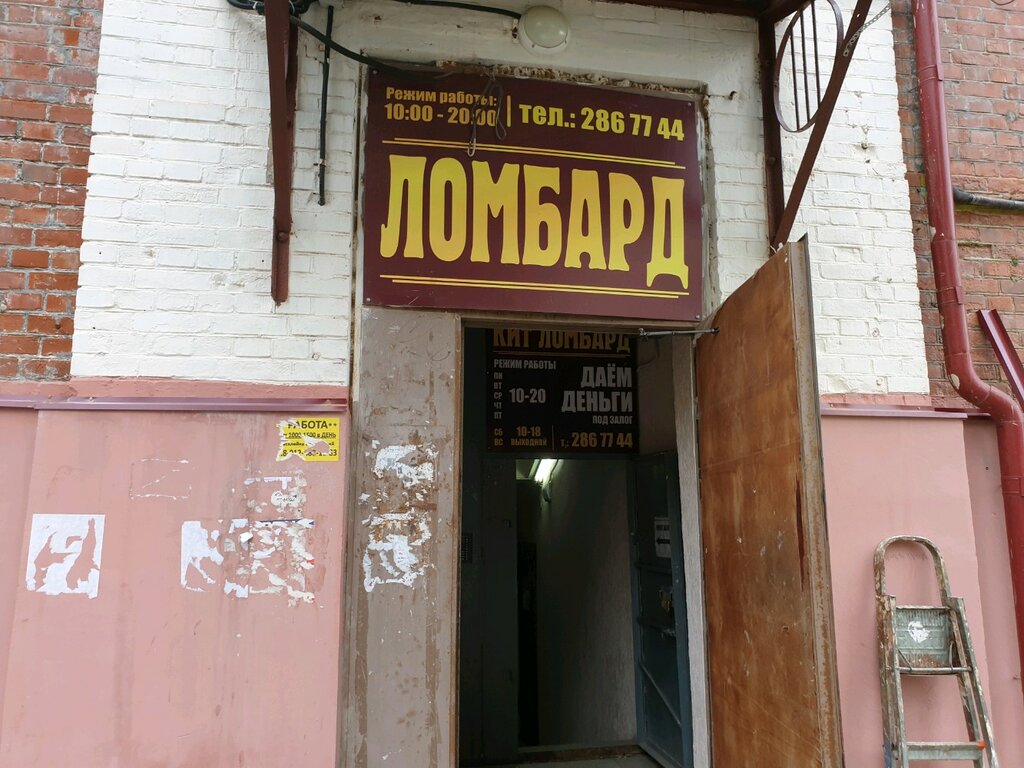 Режим работы:
10:00 - 20:00
тел.: 286 77 44
ЛОМБАРД
КИТ ЛОМБАРД
РЕЖИМ РАБОТЫ
ПН
ВТ
СР
ЧТ
ПТ
10-20
СБ 10-18
ВС ВЫХОДНОЙ
ДАЁМ
ДЕНЬГИ
ПОД ЗАЛОГ
Т.: 286 77 44
РАБОТА
в ДЕНЬ